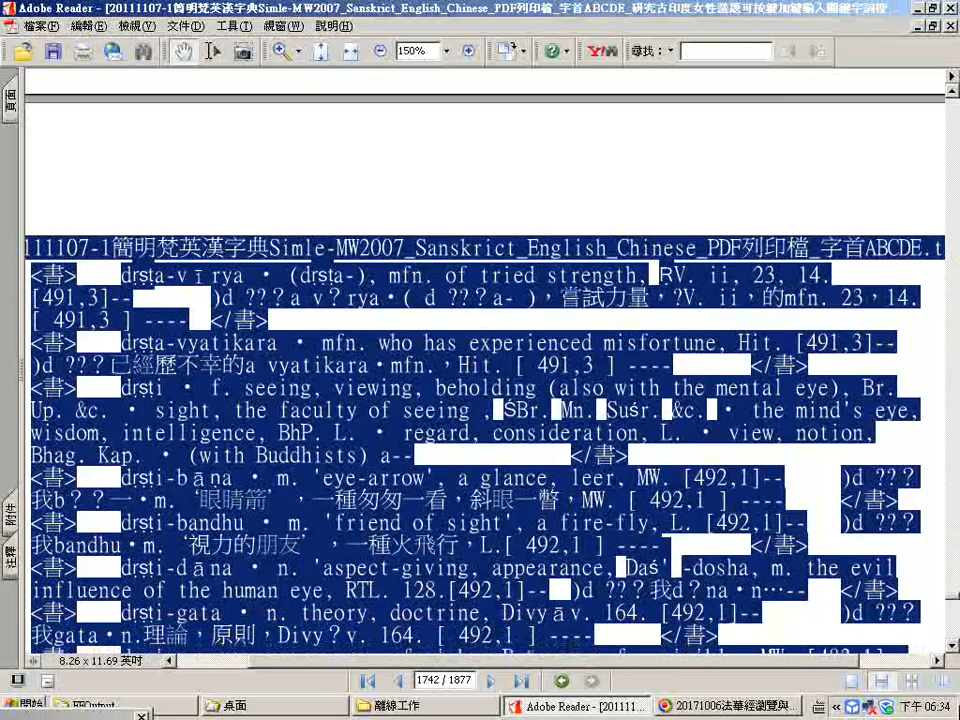 Adobe Reader - [20111107-1簡明梵英漢字典Simle-MW2007_Sanskrict_English_Chinese_PDF列印檔_字首ABCDE_研究古印度女性議題可按鍵加鍵輸入關鍵字詞搜
檔案(F) 編輯(E) 檢視(V) 文件(D) 工具(T) 視窗(W) 說明(H)
150% Y! 尋找:
頁面
附件
注釋
111107-1簡明梵英漢字典Simle-MW2007_Sanskrict_English_Chinese_PDF列印檔_字首ABCDE.t
<書> dṛṣṭa-vīrya • (dṛṣṭa-), mfn. of tried strength, ṚV. ii, 23, 14.
[491,3]-- )d ???a v?rya•( d ???a- )，嘗試力量，?V. ii，的mfn. 23，14.
[ 491,3 ] ---- </書>
<書> dṛṣṭa-vyatikara • mfn. who has experienced misfortune, Hit. [491,3]--
)d ???已經歷不幸的a vyatikara•mfn.，Hit. [ 491,3 ] ---- </書>
<書> dṛṣṭi • f. seeing, viewing, beholding (also with the mental eye), Br.
Up. &c. • sight, the faculty of seeing , ŚBr. Mn. Suśr. &c. • the mind's eye,
wisdom, intelligence, BhP. L. • regard, consideration, L. • view, notion,
Bhag. Kap. • (with Buddhists) a-- </書>
<書> dṛṣṭi-bāṇa • m. 'eye-arrow', a glance, leer, MW. [492,1]-- )d ???
我b??一•m.‘眼睛箭’，一種匆匆一看，斜眼一瞥，MW. [ 492,1 ] ---- </書>
<書> dṛṣṭi-bandhu • m. 'friend of sight', a fire-fly, L. [492,1]-- )d ???
我bandhu•m.‘視力的朋友’，一種火飛行，L.[ 492,1 ] ---- </書>
<書> dṛṣṭi-dāna • n. 'aspect-giving, appearance, Daś -dosha, m. the evil
influence of the human eye, RTL. 128.[492,1]-- )d ???我d?na•n…-- </書>
<書> dṛṣṭi-gata • n. theory, doctrine, Divyāv. 164. [492,1]-- )d ???
我gata•n.理論，原則，Divy?v. 164. [ 492,1 ] ---- </書>
8.26 x 11.69 英吋
1742 / 1877
開始 FFOutput 桌面 離線工作 Adobe Reader - [2011... 20171006法華經瀏覽與... 下午 06:34